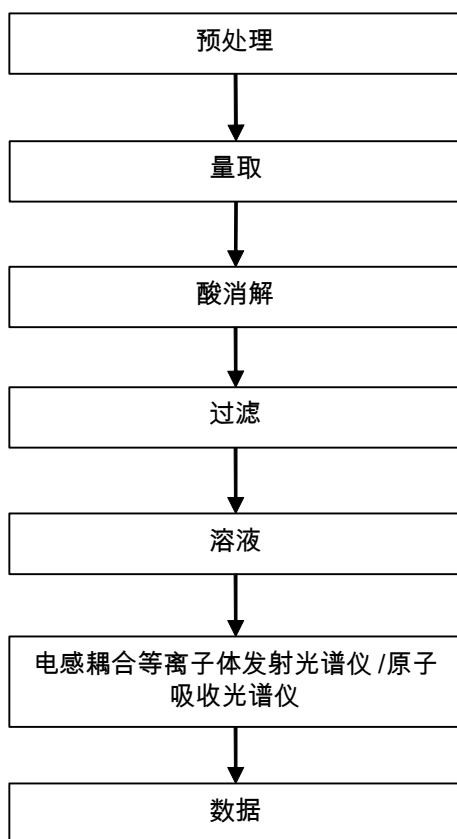 预处理
量取
酸消解
过滤
溶液
电感耦合等离子体发射光谱仪 /原子
吸收光谱仪
数据